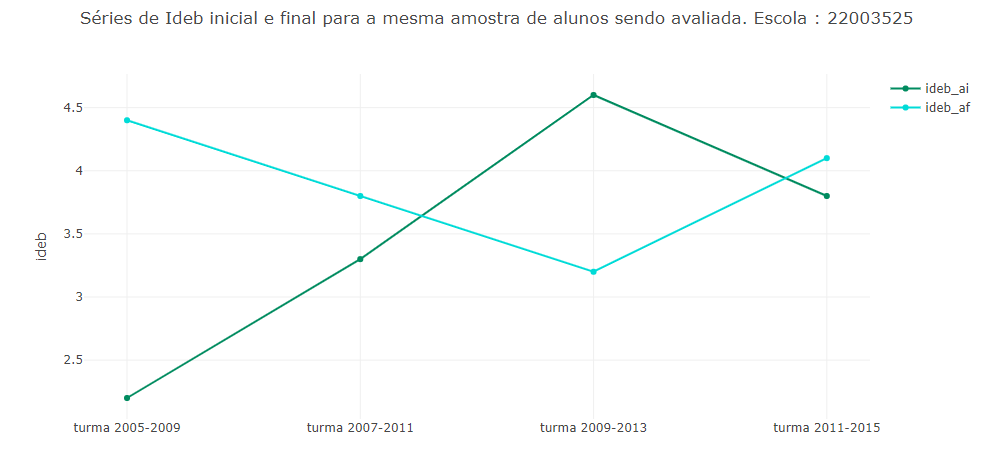 Séries de Ideb inicial e final para a mesma amostra de alunos sendo avaliada. Escola : 22003525
ideb_ai
ideb_af
4.5
4
3.5
3
2.5
ideb
turma 2005-2009
turma 2007-2011
turma 2009-2013
turma 2011-2015